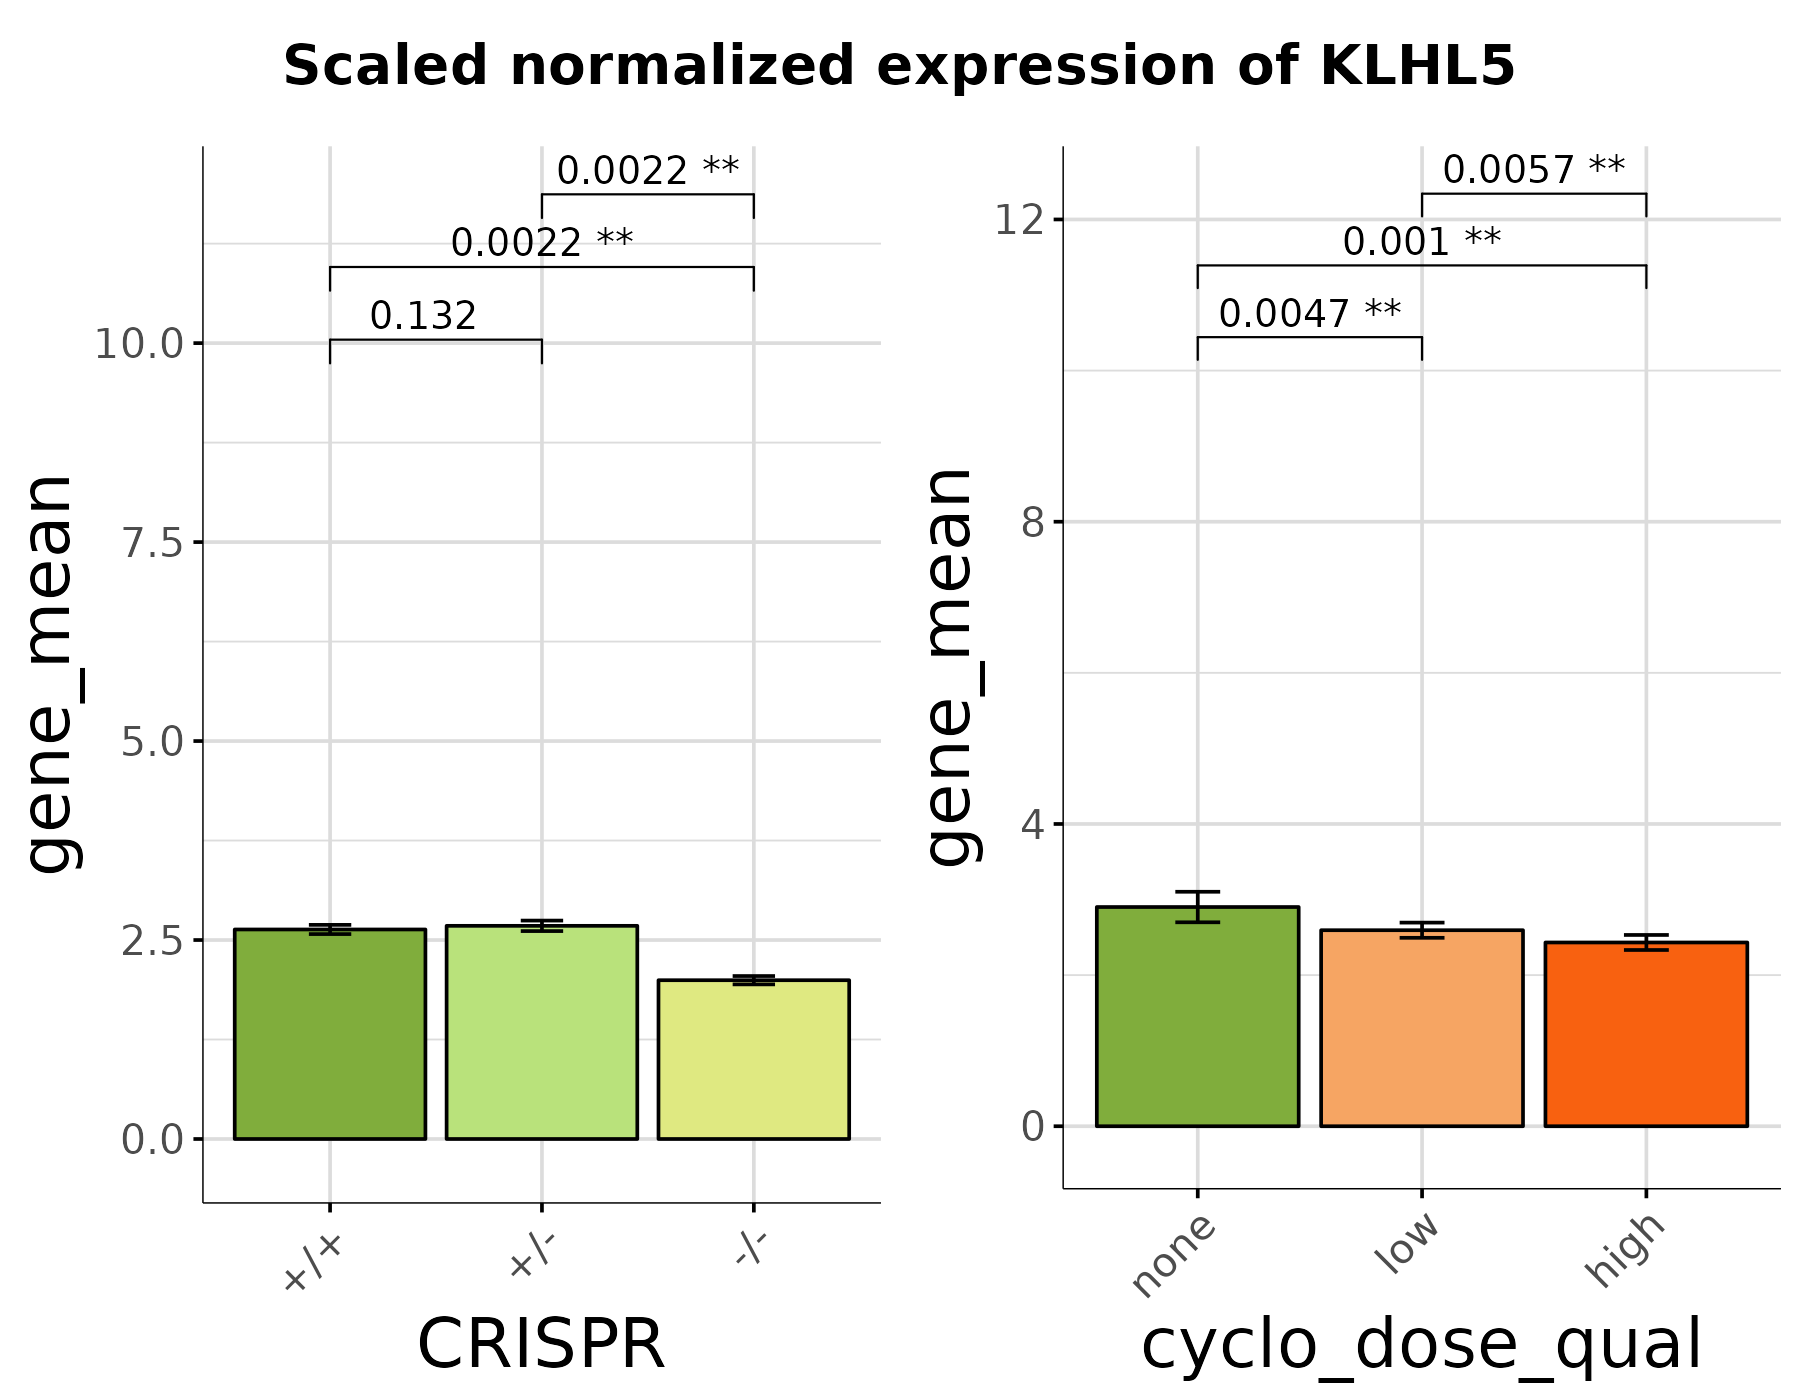 Scaled normalized expression of KLHL5
gene_mean
10.0
7.5
5.0
2.5
0.0
0.0022 **
0.0022 **
0.132
+/+
+/-
-/-
CRISPR
gene_mean
12
8
4
0
0.0057 **
0.001 **
0.0047 **
none
low
high
cyclo_dose_qual